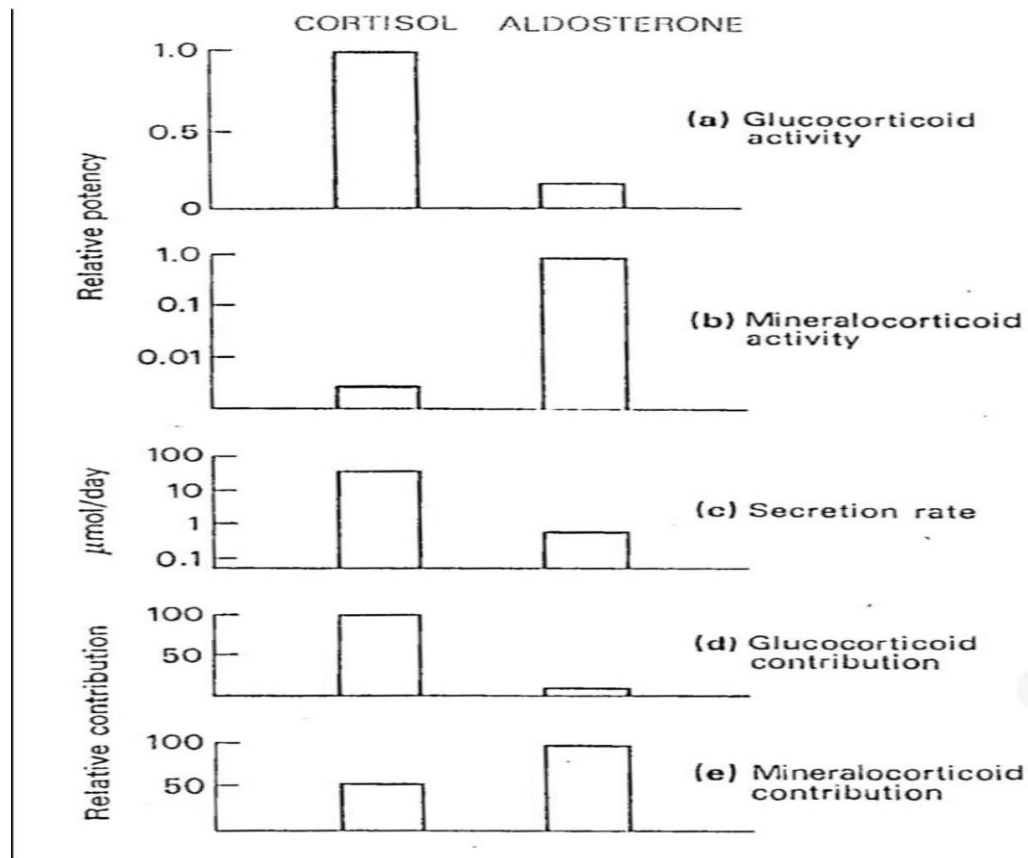 CORTISOL ALDOSTERONE
Relative potency
1.0
0.5
0
(a) Glucocorticoid
activity
1.0
0.1
0.01
(b) Mineralocorticoid
activity
μmol/day
100
10
1
0.1
(c) Secretion rate
Relative contribution
100
50
(d) Glucocorticoid
contribution
100
50
(e) Mineralocorticoid
contribution